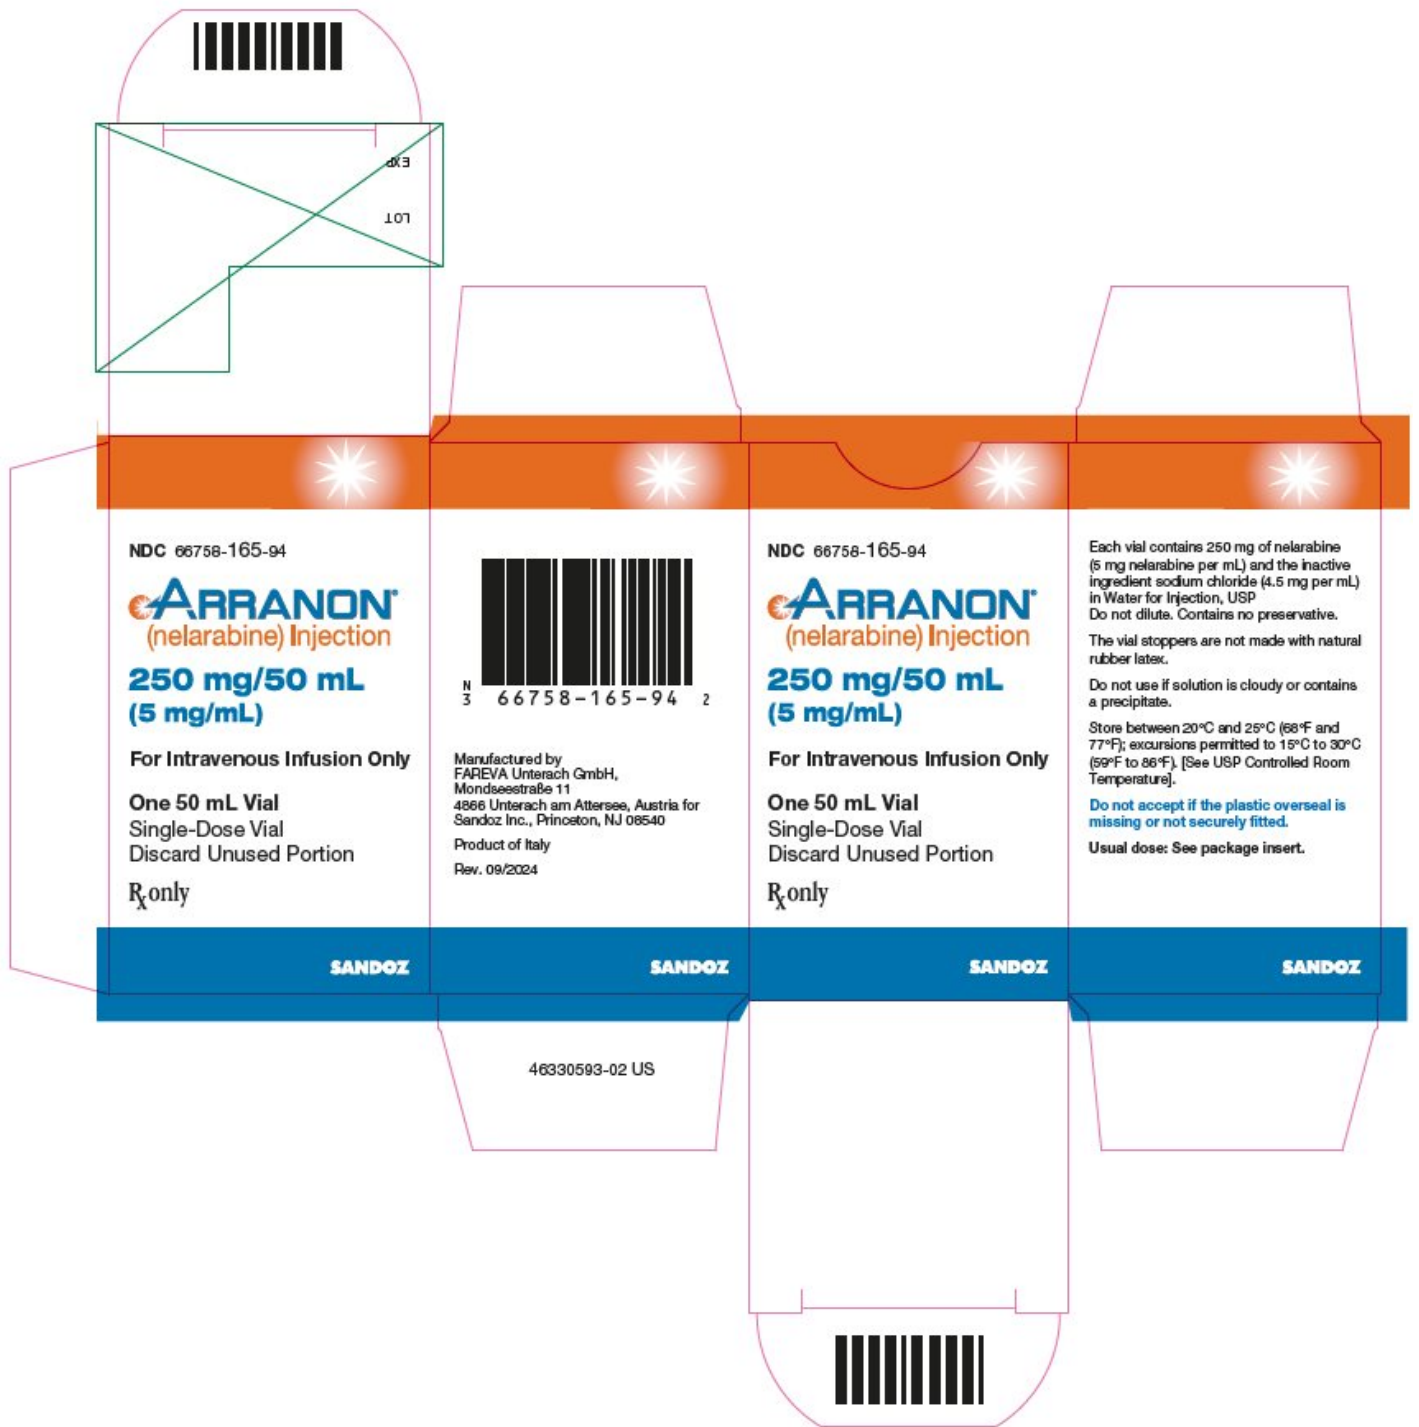 EXP
LOT
NDC 66758-165-94
ARRANON®
(nelarabine) Injection
250 mg/50 mL
(5 mg/mL)
For Intravenous Infusion Only
One 50 mL Vial
Single-Dose Vial
Discard Unused Portion
Rx only
SANDOZ
N
3 66758-165-94 2
Manufactured by
FAREVA Unterach GmbH,
Mondseestraße 11
4866 Unterach am Attersee, Austria for
Sandoz Inc., Princeton, NJ 08540
Product of Italy
Rev. 09/2024
SANDOZ
46330593-02 US
NDC 66758-165-94
ARRANON®
(nelarabine) Injection
250 mg/50 mL
(5 mg/mL)
For Intravenous Infusion Only
One 50 mL Vial
Single-Dose Vial
Discard Unused Portion
Rx only
SANDOZ
Each vial contains 250 mg of nelarabine
(5 mg nelarabine per mL) and the inactive
ingredient sodium chloride (4.5 mg per mL)
in Water for Injection, USP
Do not dilute. Contains no preservative.
The vial stoppers are not made with natural
rubber latex.
Do not use if solution is cloudy or contains
a precipitate.
Store between 20°C and 25°C (68°F and
77°F); excursions permitted to 15°C to 30°C
(59°F to 86°F). [See USP Controlled Room
Temperature].
Do not accept if the plastic overseal is
missing or not securely fitted.
Usual dose: See package insert.
SANDOZ